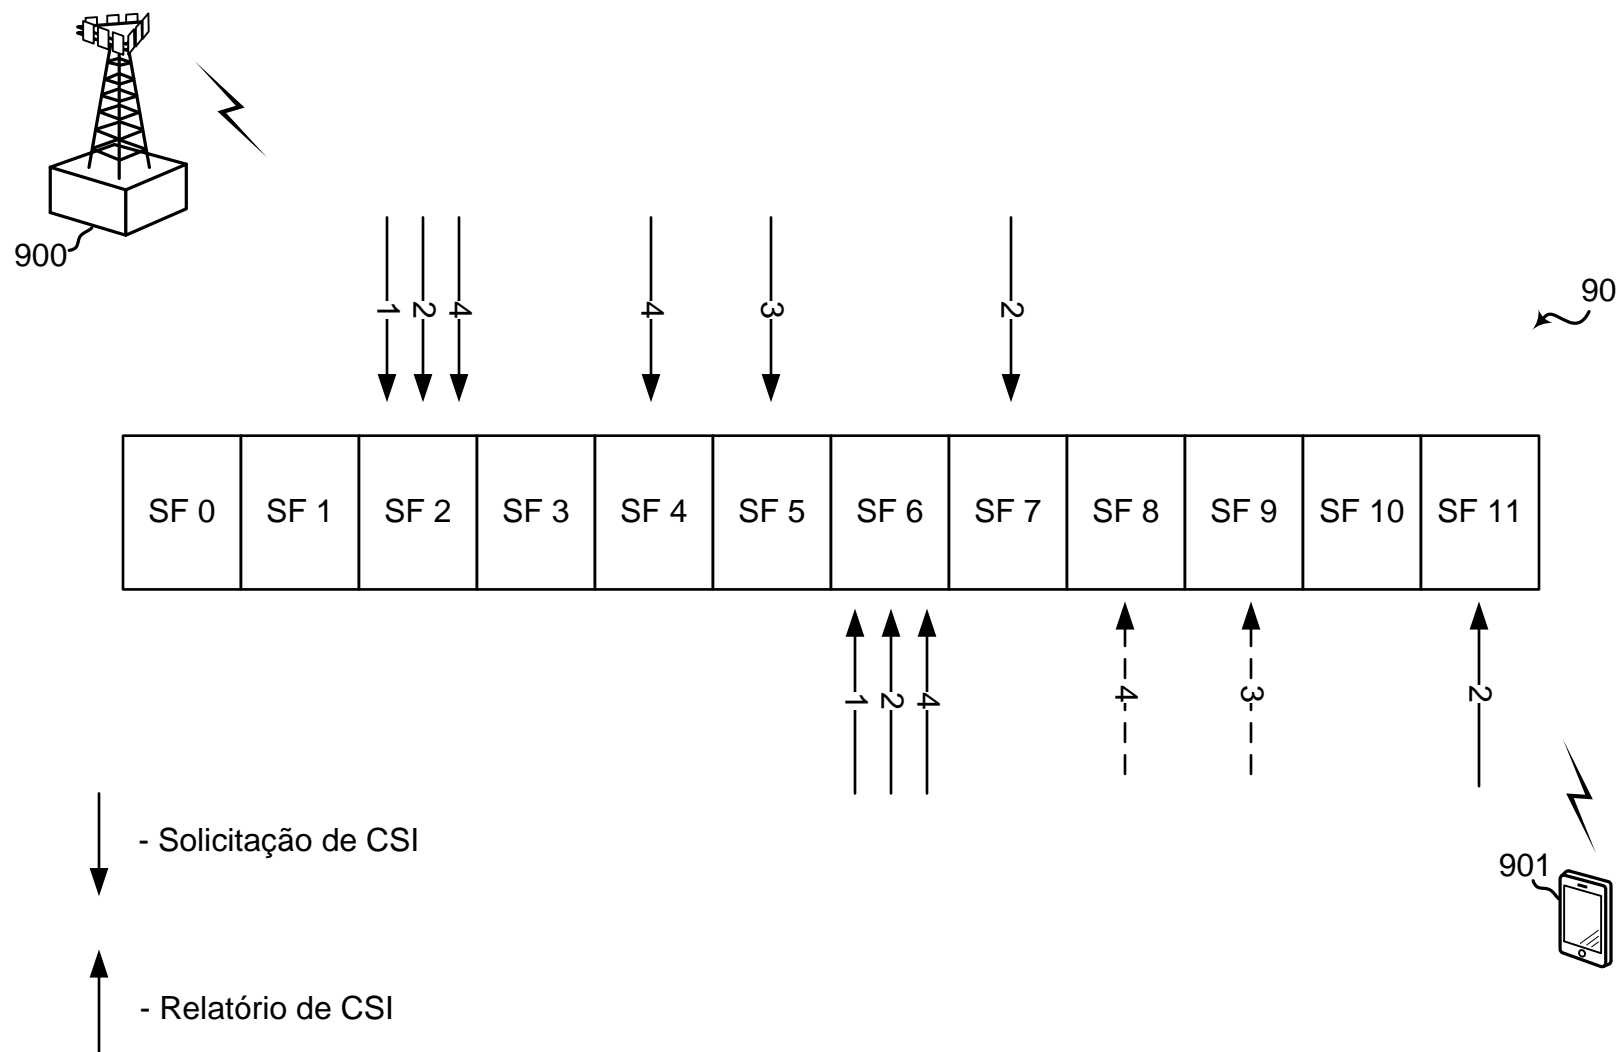 900
1 2 4 4 3 2
90
SF 0 SF 1 SF 2 SF 3 SF 4 SF 5 SF 6 SF 7 SF 8 SF 9 SF 10 SF 11
1 2 4 4 3 2
- Solicitação de CSI
901
- Relatório de CSI